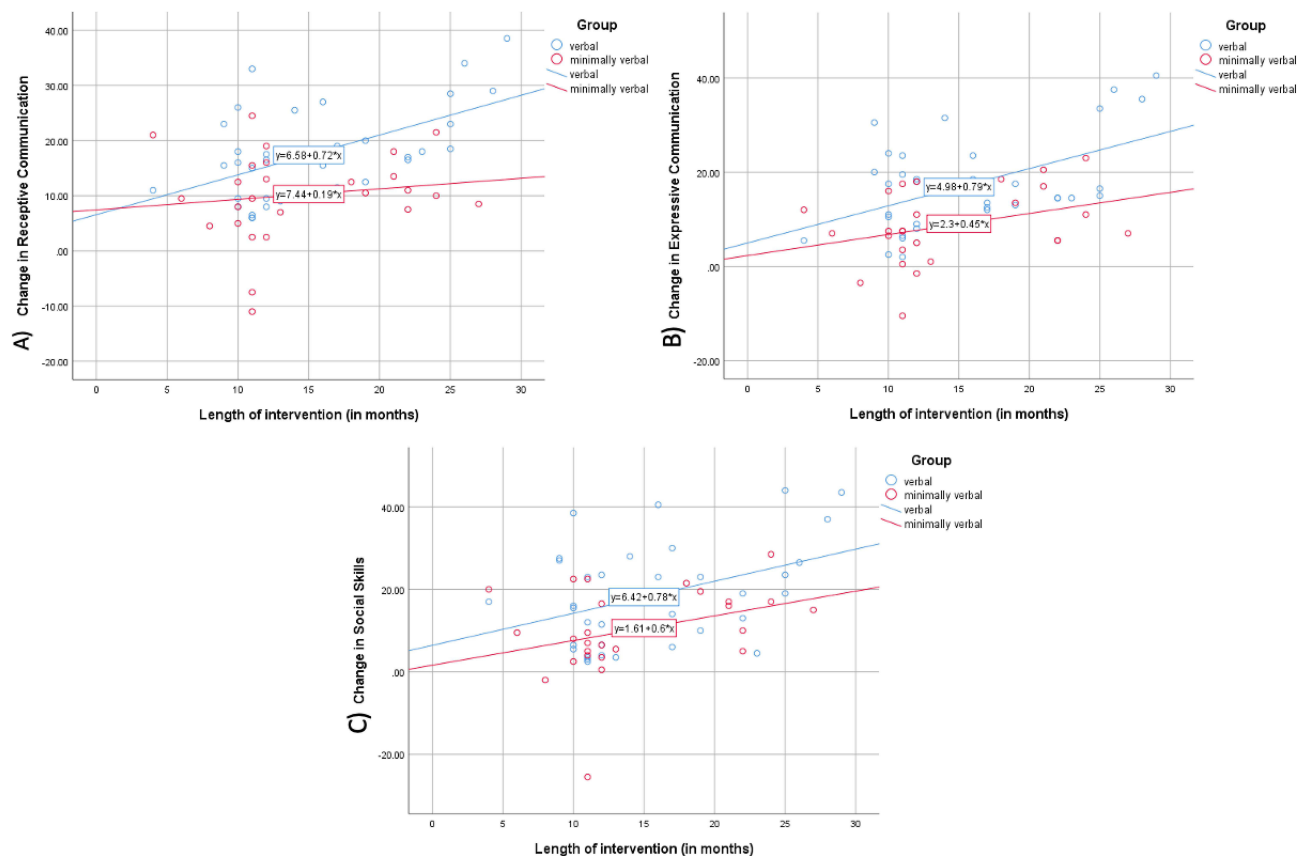 A)
Change in Receptive Communication
40.00
30.00
20.00
10.00
.00
-10.00
-20.00
y=6.58+0.72*x
y=7.44+0.19*x
0 5 10 15 20 25 30
Length of intervention (in months)
Group
verbal
minimally verbal
verbal
minimally verbal
B)
Change in Expressive Communication
40.00
20.00
.00
-20.00
y=4.98+0.79*x
y=2.3+0.45*x
0 5 10 15 20 25 30
Length of intervention (in months)
Group
verbal
minimally verbal
verbal
minimally verbal
C)
Change in Social Skills
40.00
20.00
.00
-20.00
y=6.42+0.78*x
y=1.61+0.6*x
0 5 10 15 20 25 30
Length of intervention (in months)
Group
verbal
minimally verbal
verbal
minimally verbal